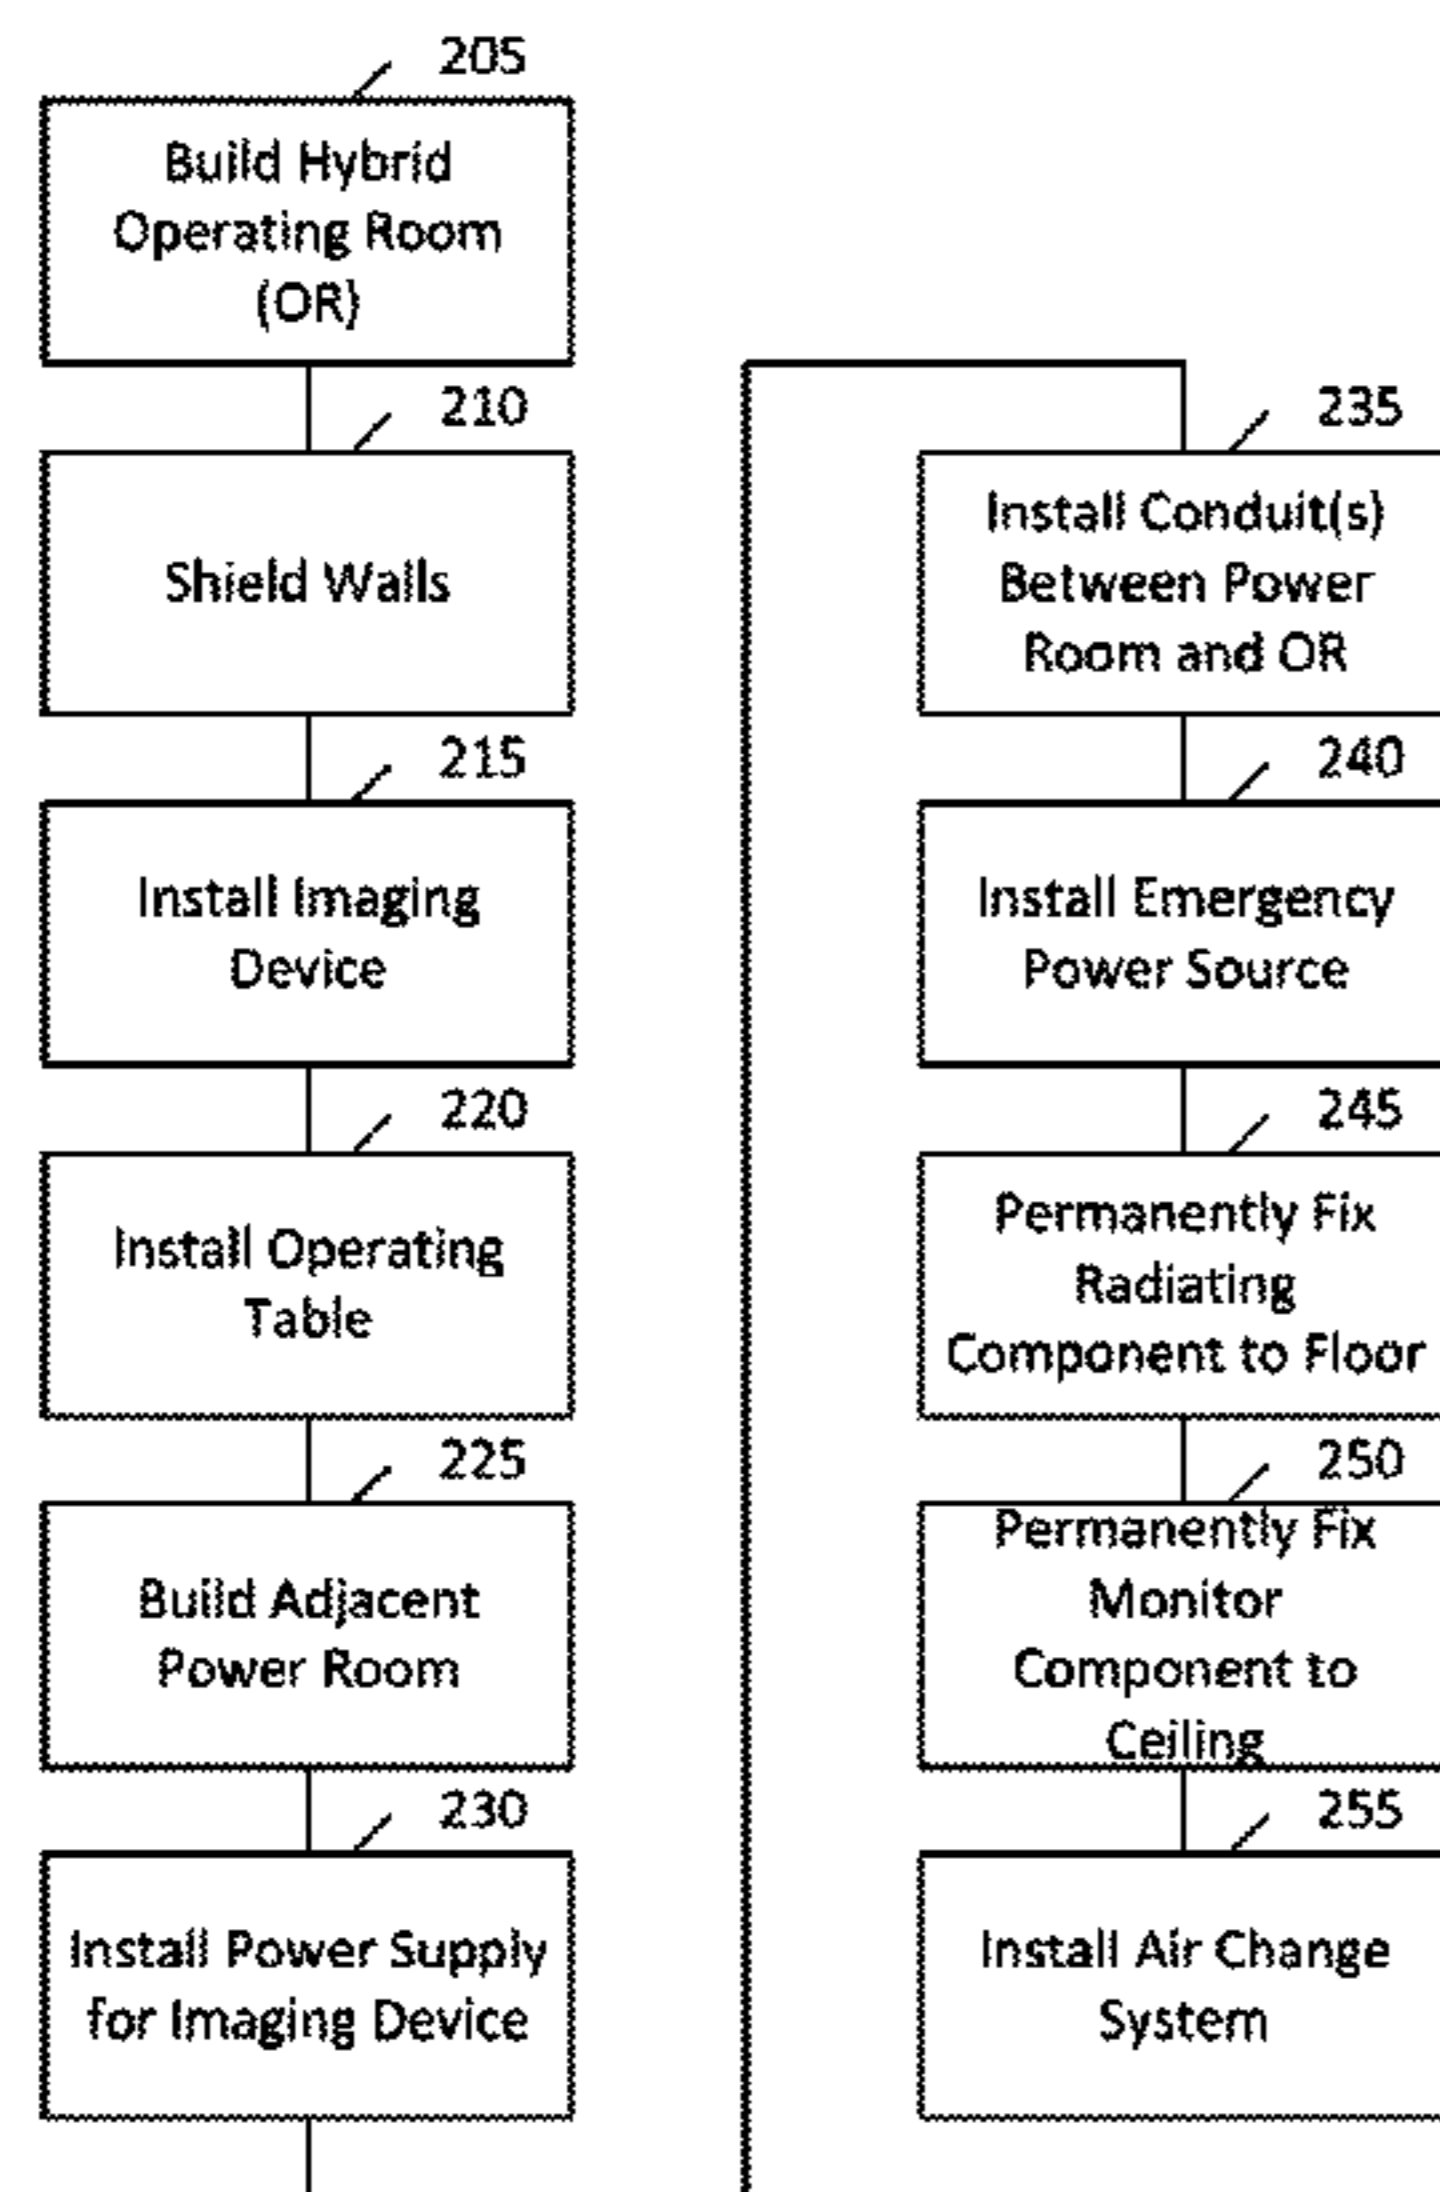 205
Build Hybrid
Operating Room
(OR)
210
Shield Walls
215
Install Imaging
Device
220
Install Operating
Table
225
Build Adjacent
Power Room
230
Install Power Supply
for Imaging Device
235
Install Conduit(s)
Between Power
Room and OR
240
Install Emergency
Power Source
245
Permanently Fix
Radiating
Component to Floor
250
Permanently Fix
Monitor
Component to
Ceiling
255
Install Air Change
System